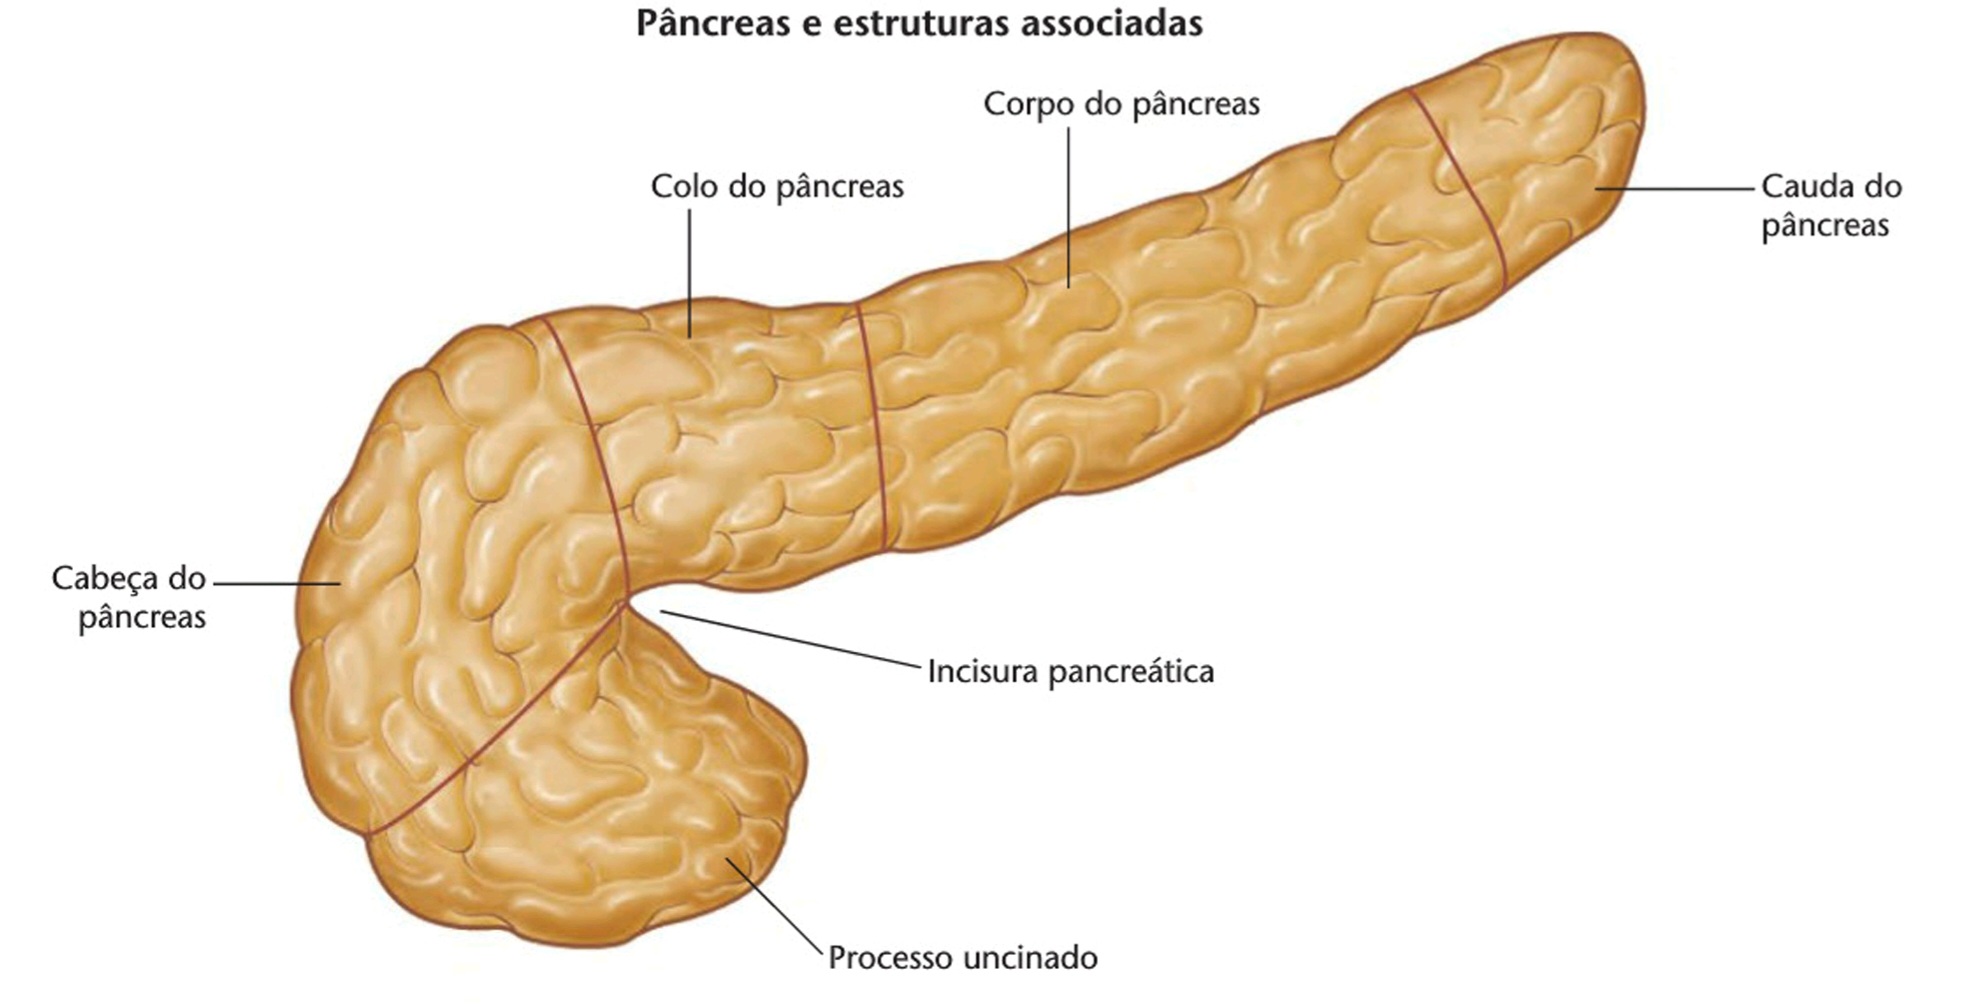 Pâncreas e estruturas associadas
Corpo do pâncreas
Colo do pâncreas
Cauda do
pâncreas
Cabeça do
pâncreas
Incisura pancreática
Processo uncinado